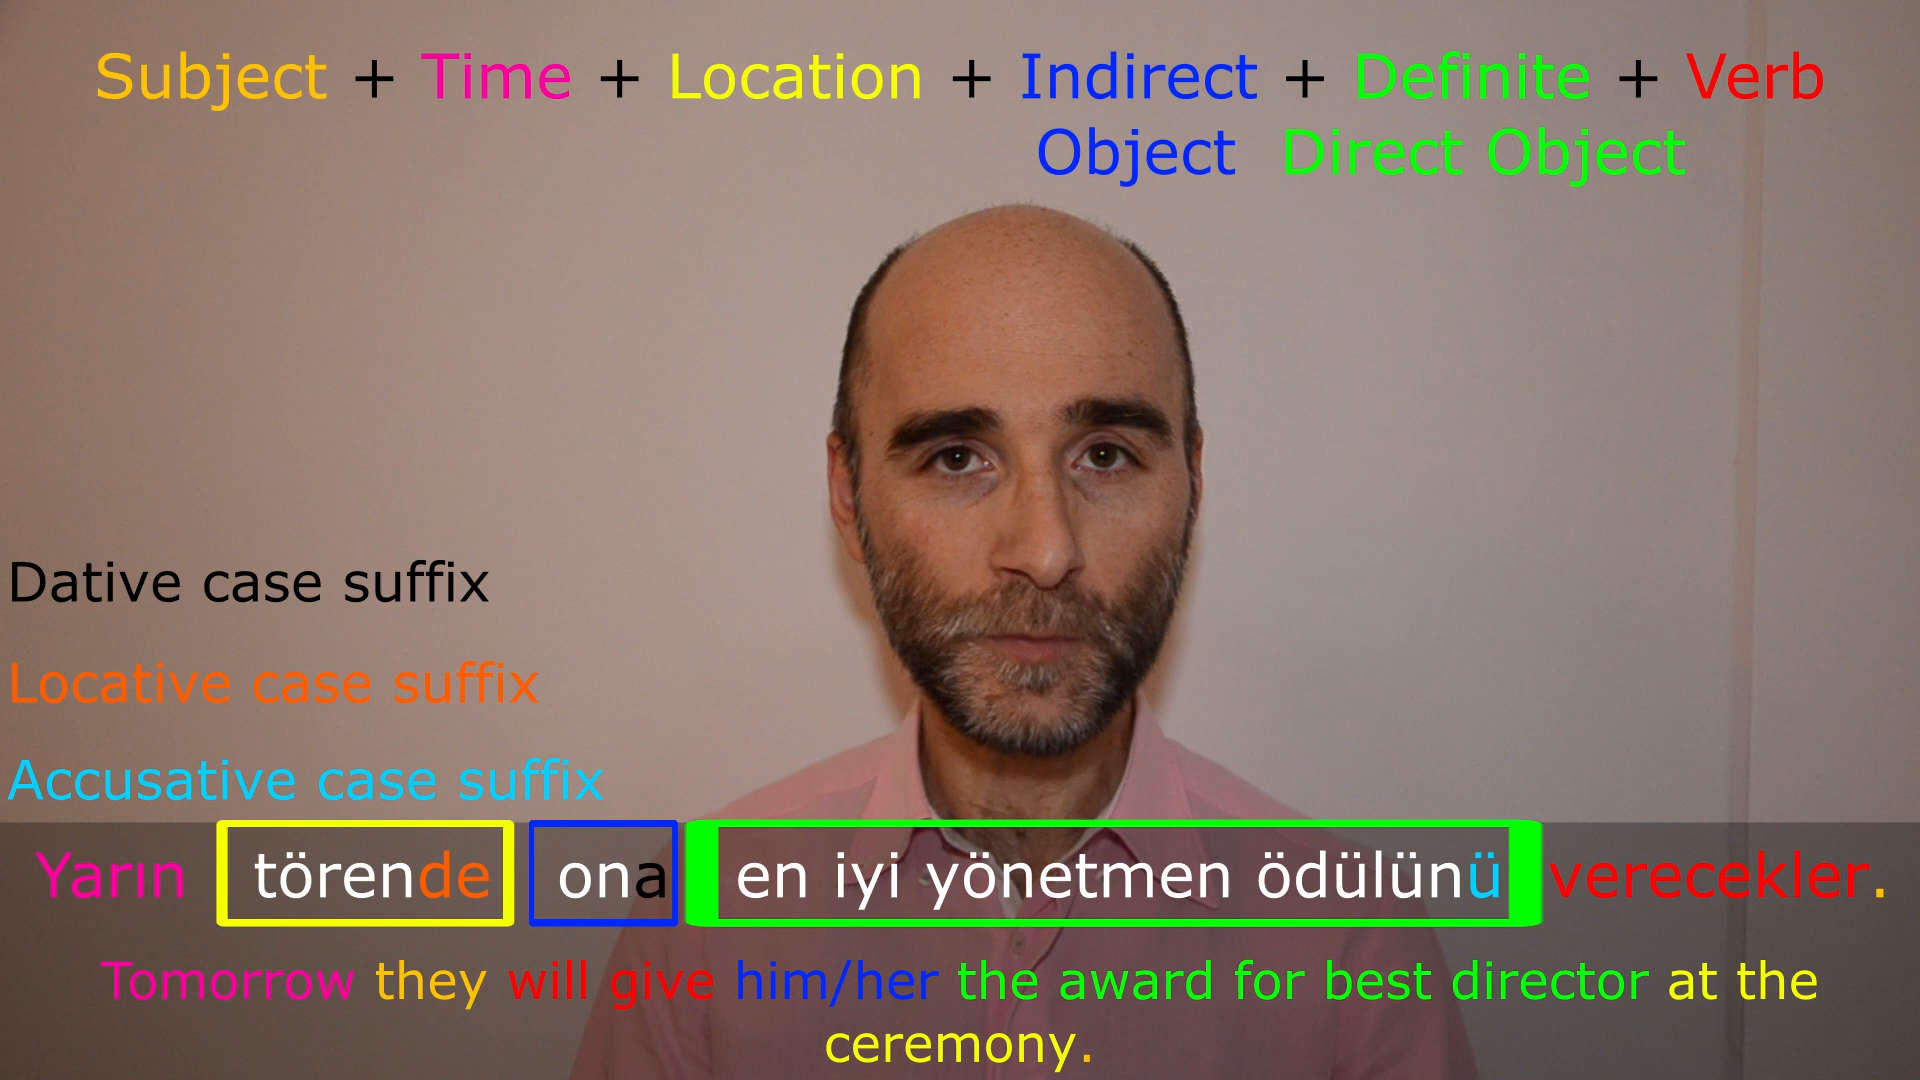 Subject + Time + Location + Indirect + Definite + Verb
Object Direct Object
Dative case suffix
Locative case suffix
Accusative case suffix
Yarın törende ona en iyi yönetmen ödülünü verecekler.
Tomorrow they will give him/her the award for best director at the
ceremony.